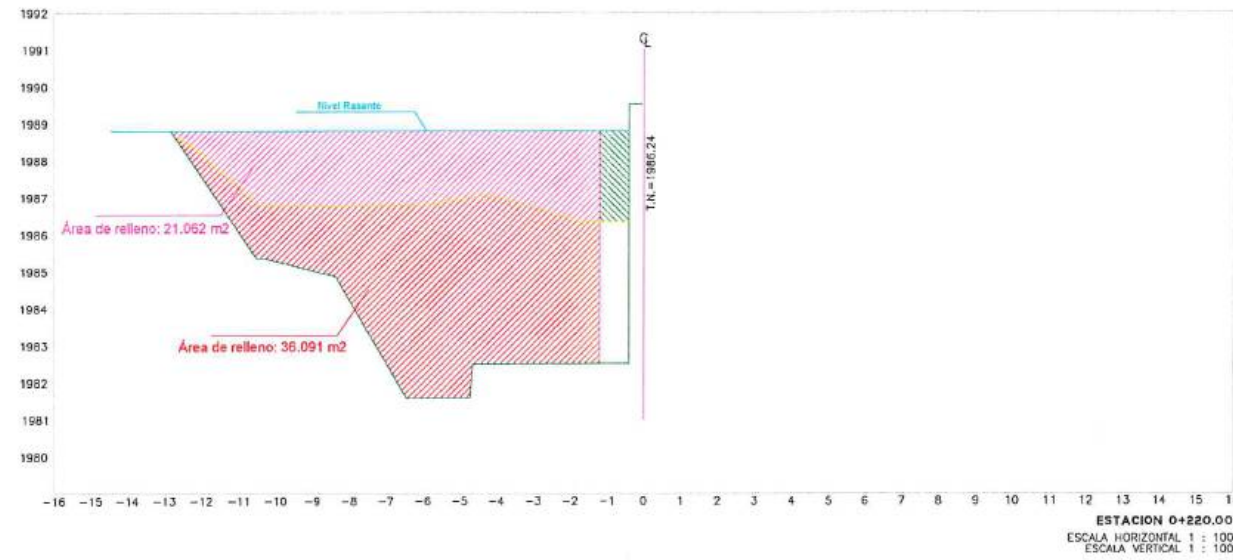 1992
1991
1990
1989
1988
1987
1986
1985
1984
1983
1982
1981
1980
Nivel Rasante
Área de relleno: 21.062 m2
Área de relleno: 36.091 m2
CL
T.N.=1986.24
-16 -15 -14 -13 -12 -11 -10 -9 -8 -7 -6 -5 -4 -3 -2 -1 0 1 2 3 4 5 6 7 8 9 10 11 12 13 14 15 1
ESTACION 0+220.00
ESCALA HORIZONTAL 1 : 100
ESCALA VERTICAL 1 : 100